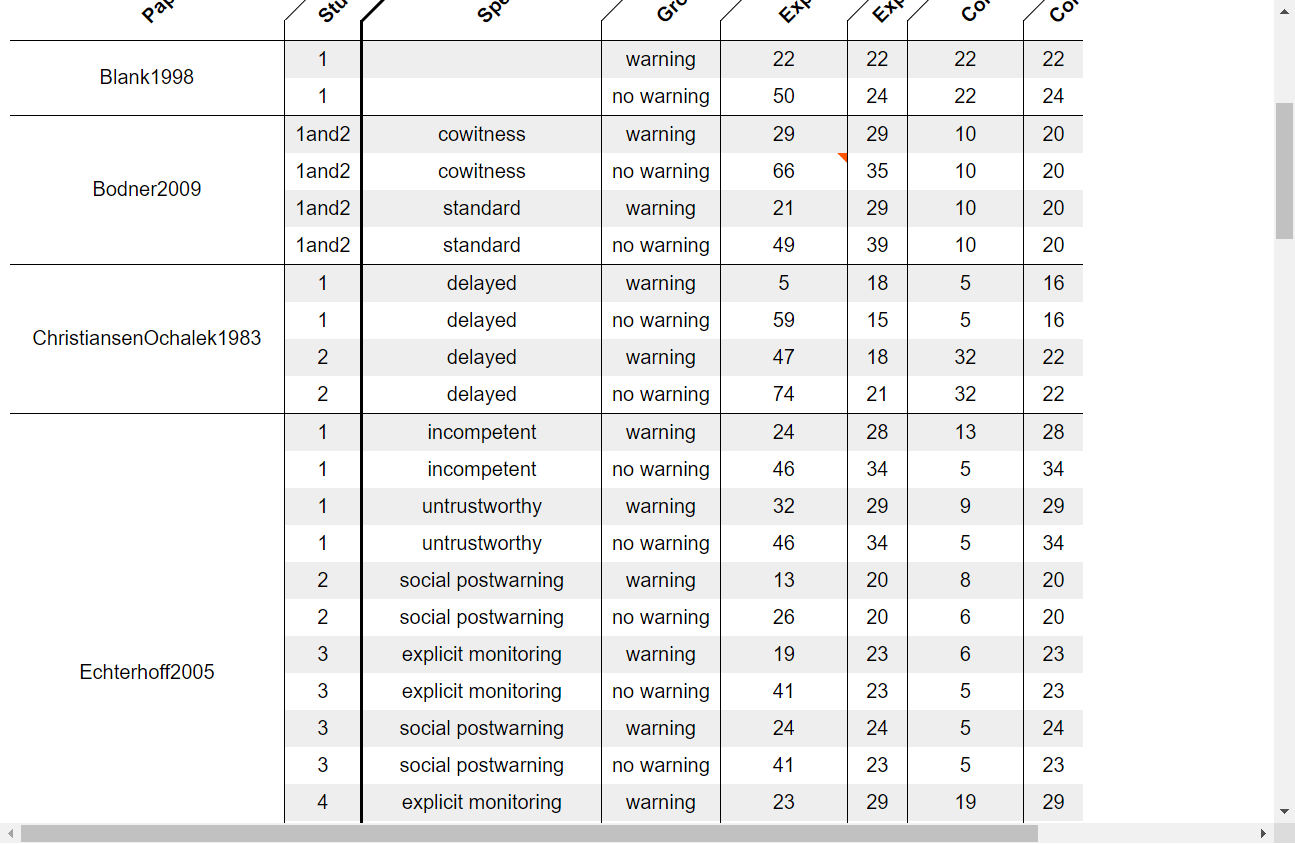 Pap Stu Spe Gro Exp Exp Con Con
Blank1998
1 warning 22 22 22 22
1 no warning 50 24 22 24
Bodner2009
1and2 cowitness warning 29 29 10 20
1and2 cowitness no warning 66 35 10 20
1and2 standard warning 21 29 10 20
1and2 standard no warning 49 39 10 20
ChristiansenOchalek1983
1 delayed warning 5 18 5 16
1 delayed no warning 59 15 5 16
2 delayed warning 47 18 32 22
2 delayed no warning 74 21 32 22
Echterhoff2005
1 incompetent warning 24 28 13 28
1 incompetent no warning 46 34 5 34
1 untrustworthy warning 32 29 9 29
1 untrustworthy no warning 46 34 5 34
2 social postwarning warning 13 20 8 20
2 social postwarning no warning 26 20 6 20
3 explicit monitoring warning 19 23 6 23
3 explicit monitoring no warning 41 23 5 23
3 social postwarning warning 24 24 5 24
3 social postwarning no warning 41 23 5 23
4 explicit monitoring warning 23 29 19 29